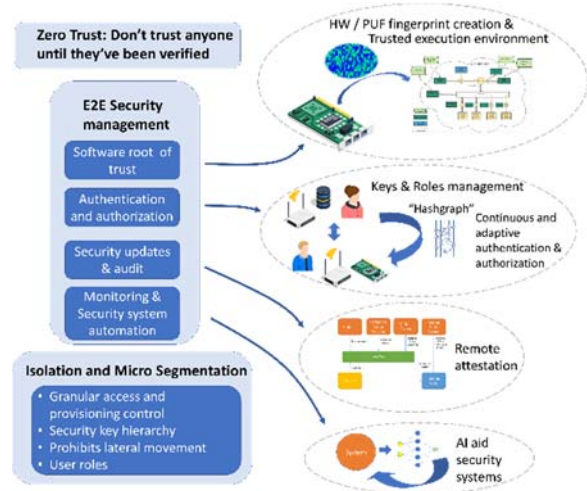 Zero Trust: Don't trust anyone
until they've been verified
E2E Security
management
Software root of
trust
Authentication
and authorization
Security updates
& audit
Monitoring &
Security system
automation
Isolation and Micro Segmentation
• Granular access and
provisioning control
• Security key hierarchy
• Prohibits lateral movement
• User roles
HW / PUF fingerprint creation &
Trusted execution environment
Keys & Roles management
"Hashgraph"
Continuous and
adaptive
authentication &
authorization
Remote
attestation
AI aid
security
systems